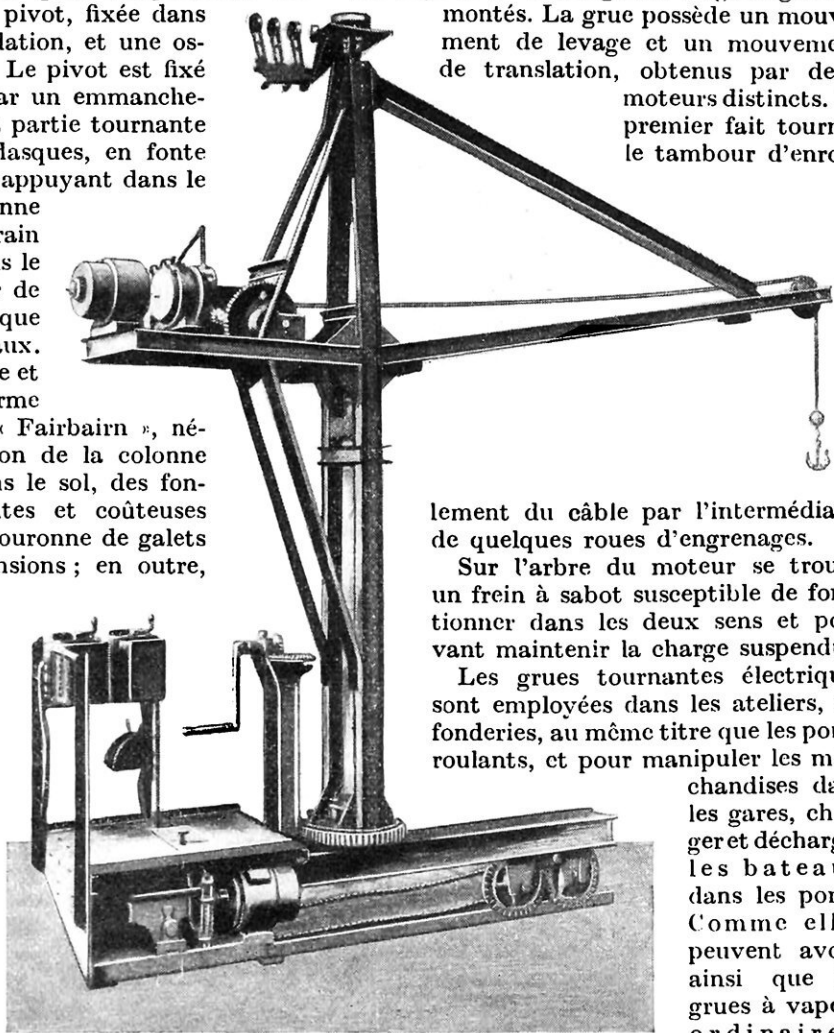 pivot, fixée dans
lation, et une os-
Le pivot est fixé
ar un emmanche-
partie tournante
lasques, en fonte
appuyant dans le
nne
rain
s le
de
que
ux.
e et
rme
« Fairbairn », né-
on de la colonne
s le sol, des fon-
tes et coûteuses
ouronne de galets
nsions ; en outre,
montés. La grue possède un mouv
ment de levage et un mouveme
de translation, obtenus par de
moteurs distincts.
premier fait tourn
le tambour d'enro
lement du câble par l'intermédia
de quelques roues d'engrenages.
Sur l'arbre du moteur se trou
un frein à sabot susceptible de fon
tionner dans les deux sens et po
vant maintenir la charge suspend
Les grues tournantes électriqu
sont employées dans les ateliers,
fonderies, au même titre que les pon
roulants, et pour manipuler les m
chandises da
les gares, cha
ger et décharg
les bateau
dans les por
Comme ell
peuvent avo
ainsi que
grues à vape
ordinaire